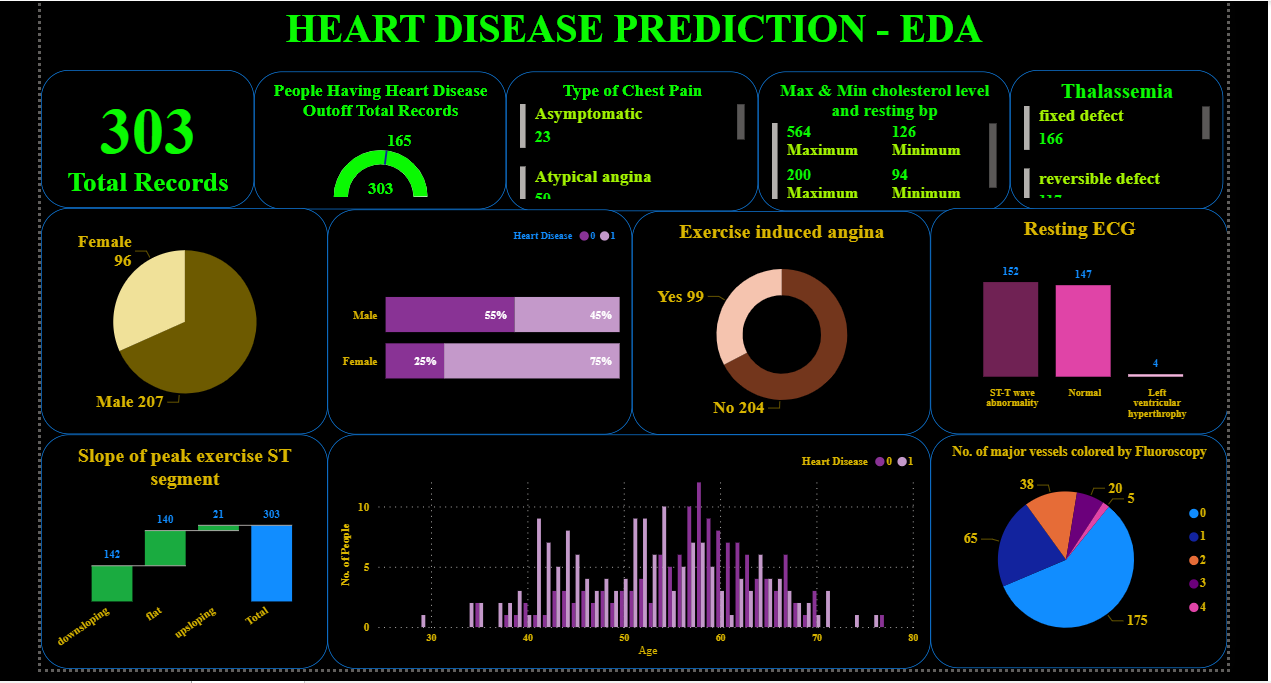 HEART DISEASE PREDICTION - EDA
303
Total Records
People Having Heart Disease
Outoff Total Records
165
303
Type of Chest Pain
Asymptomatic
23
Atypical angina
50
Max & Min cholesterol level
and resting bp
564
Maximum
126
Minimum
200
Maximum
94
Minimum
Thalassemia
fixed defect
166
reversible defect
Female
96
Male 207
Heart Disease 0 1
Male 55% 45%
Female 25% 75%
Exercise induced angina
Yes 99
No 204
Resting ECG
152
147
4
ST-T wave
abnormality
Normal
Left
ventricular
hyperthrophy
Slope of peak exercise ST
segment
142
140
21
303
downsloping
flat
upsloping
Total
Heart Disease 0 1
No. of People
10
5
0
30 40 50 60 70 80
Age
No. of major vessels colored by Fluoroscopy
38
20
5
65
175
0
1
2
3
4